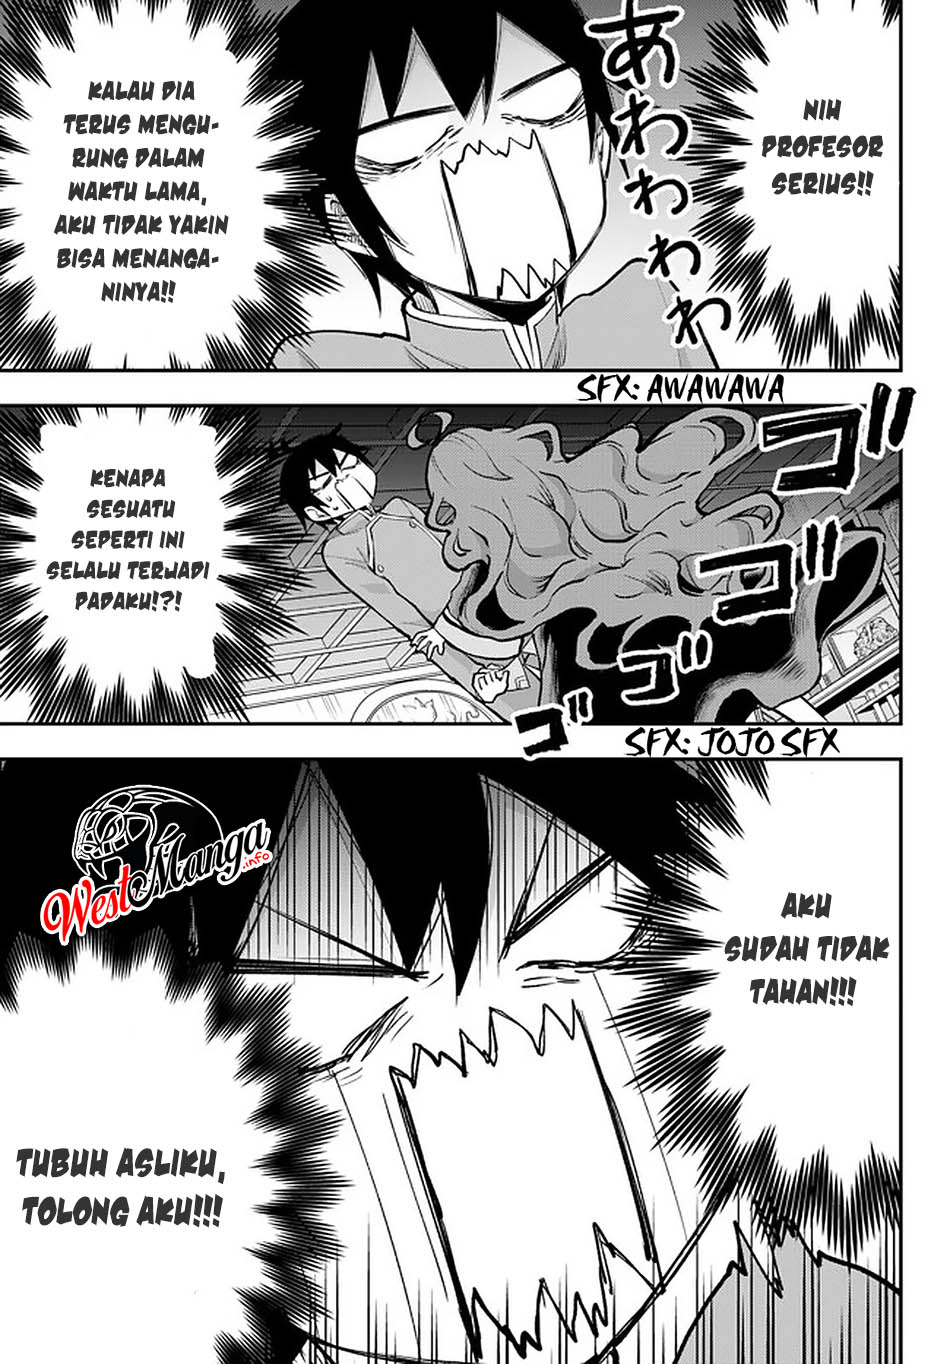 NIH
PROFESOR
SERIUS!!
あわわわわ
KALAU DIA
TERUS MENGU-
RUNG DALAM
WAKTU LAMA,
AKU TIDAK YAKIN
BISA MENANGA-
NINYA!!
SFX: AWAWAWA
ゴゴゴゴゴ
KENAPA
SESUATU
SEPERTI INI
SELALU TERJADI
PADAKU!?!
SFX: JOJO SFX
WestManga
.info
AKU
SUDAH TIDAK
TAHAN!!!
TUBUH ASLIKU,
TOLONG AKU!!!